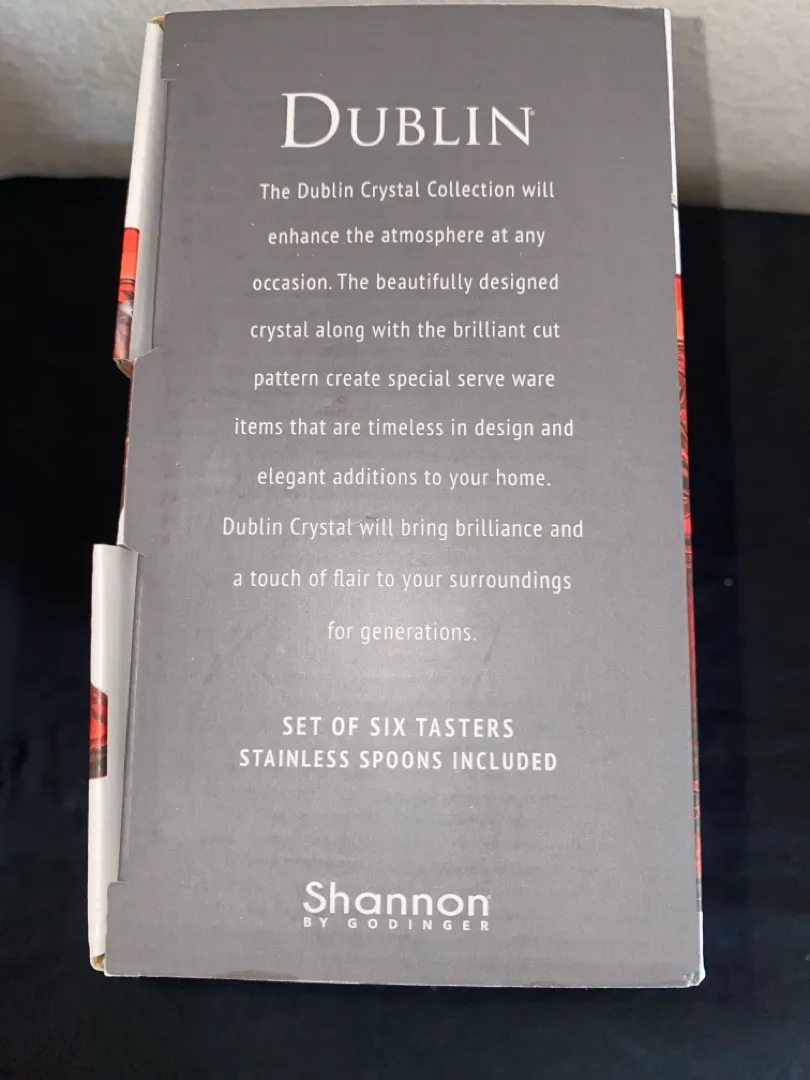 DUBLIN
The Dublin Crystal Collection will
enhance the atmosphere at any
occasion. The beautifully designed
crystal along with the brilliant cut
pattern create special serve ware
items that are timeless in design and
elegant additions to your home.
Dublin Crystal will bring brilliance and
a touch of flair to your surroundings
for generations.
SET OF SIX TASTERS
STAINLESS SPOONS INCLUDED
Shannon
BY GODINGER